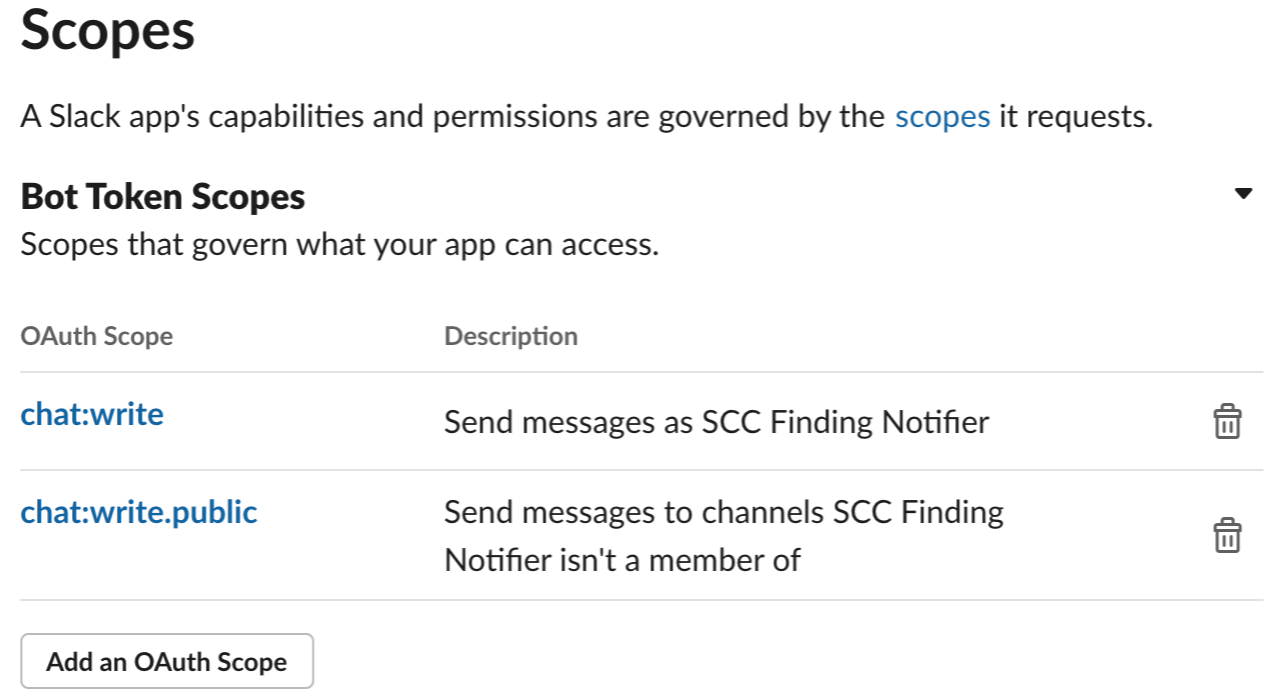 Scopes
A Slack app's capabilities and permissions are governed by the scopes it requests.
Bot Token Scopes
Scopes that govern what your app can access.
OAuth Scope Description
chat:write Send messages as SCC Finding Notifier
chat:write.public Send messages to channels SCC Finding
Notifier isn't a member of
Add an OAuth Scope